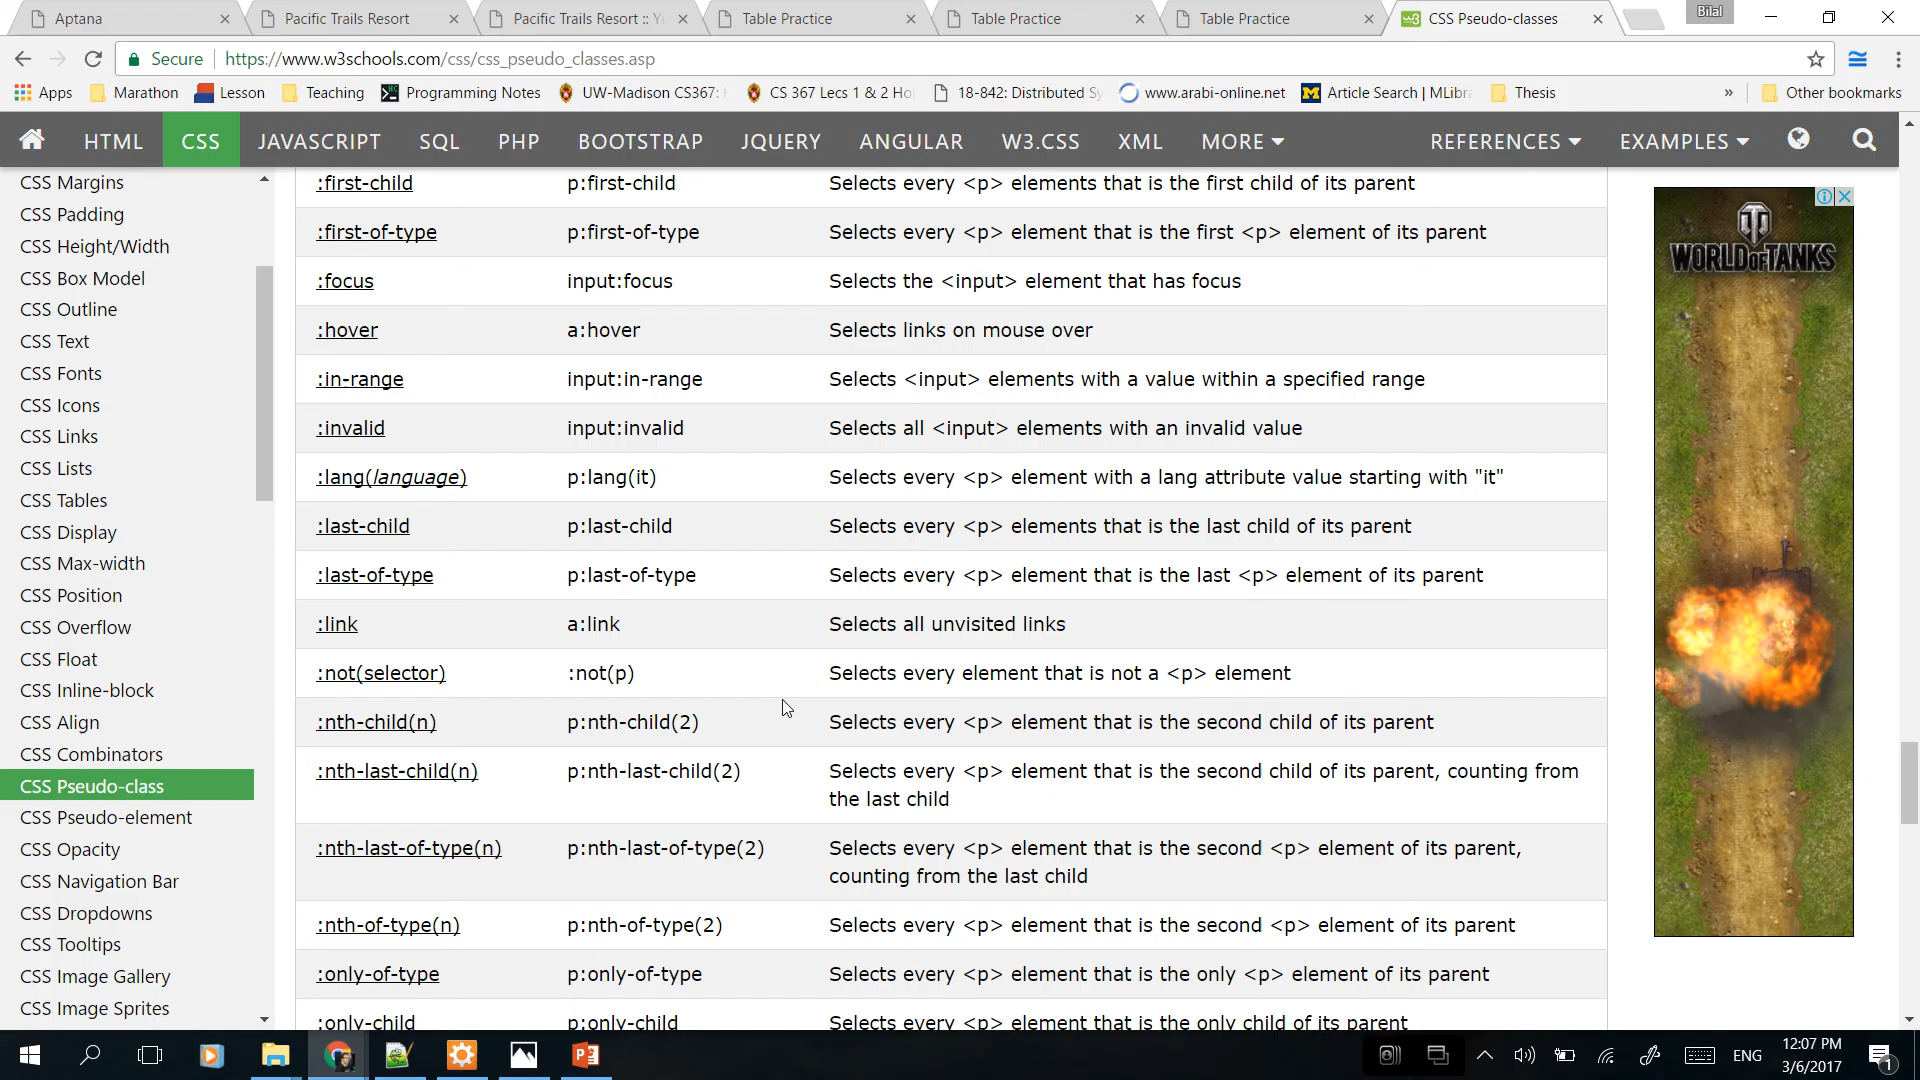 Aptana
Pacific Trails Resort
Pacific Trails Resort :: Yu
Table Practice
Table Practice
Table Practice
CSS Pseudo-classes
Bilal
Secure
https://www.w3schools.com/css/css_pseudo_classes.asp
Apps
Marathon
Lesson
Teaching
Programming Notes
UW-Madison CS367:
CS 367 Lecs 1 & 2 Ho
18-842: Distributed Sy
www.arabi-online.net
Article Search | MLibra
Thesis
»
Other bookmarks
HTML
CSS
JAVASCRIPT
SQL
PHP
BOOTSTRAP
JQUERY
ANGULAR
W3.CSS
XML
MORE
REFERENCES
EXAMPLES
CSS Margins
CSS Padding
CSS Height/Width
CSS Box Model
CSS Outline
CSS Text
CSS Fonts
CSS Icons
CSS Links
CSS Lists
CSS Tables
CSS Display
CSS Max-width
CSS Position
CSS Overflow
CSS Float
CSS Inline-block
CSS Align
CSS Combinators
CSS Pseudo-class
CSS Pseudo-element
CSS Opacity
CSS Navigation Bar
CSS Dropdowns
CSS Tooltips
CSS Image Gallery
CSS Image Sprites
:first-child p:first-child Selects every <p> elements that is the first child of its parent
:first-of-type p:first-of-type Selects every <p> element that is the first <p> element of its parent
:focus input:focus Selects the <input> element that has focus
:hover a:hover Selects links on mouse over
:in-range input:in-range Selects <input> elements with a value within a specified range
:invalid input:invalid Selects all <input> elements with an invalid value
:lang(language) p:lang(it) Selects every <p> element with a lang attribute value starting with "it"
:last-child p:last-child Selects every <p> elements that is the last child of its parent
:last-of-type p:last-of-type Selects every <p> element that is the last <p> element of its parent
:link a:link Selects all unvisited links
:not(selector) :not(p) Selects every element that is not a <p> element
:nth-child(n) p:nth-child(2) Selects every <p> element that is the second child of its parent
:nth-last-child(n) p:nth-last-child(2) Selects every <p> element that is the second child of its parent, counting from
the last child
:nth-last-of-type(n) p:nth-last-of-type(2) Selects every <p> element that is the second <p> element of its parent,
counting from the last child
:nth-of-type(n) p:nth-of-type(2) Selects every <p> element that is the second <p> element of its parent
:only-of-type p:only-of-type Selects every <p> element that is the only <p> element of its parent
:only-child p:only-child Selects every <p> element that is the only child of its parent
WORLD OF TANKS
ENG
12:07 PM
3/6/2017
1